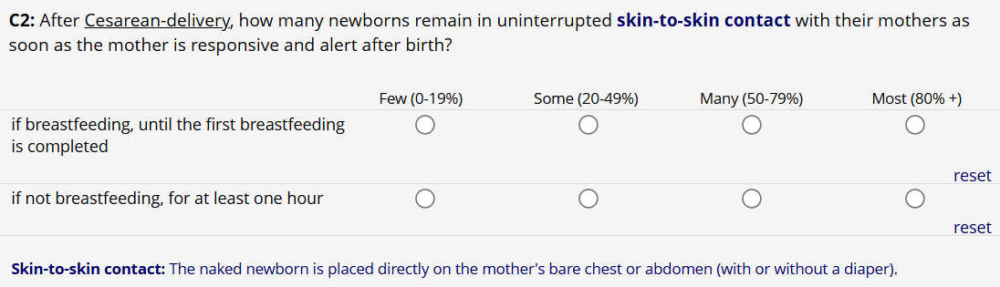 C2: After Cesarean-delivery, how many newborns remain in uninterrupted skin-to-skin contact with their mothers as
soon as the mother is responsive and alert after birth?
Few (0-19%) Some (20-49%) Many (50-79%) Most (80% +)
if breastfeeding, until the first breastfeeding
is completed
reset
if not breastfeeding, for at least one hour
reset
Skin-to-skin contact: The naked newborn is placed directly on the mother's bare chest or abdomen (with or without a diaper).